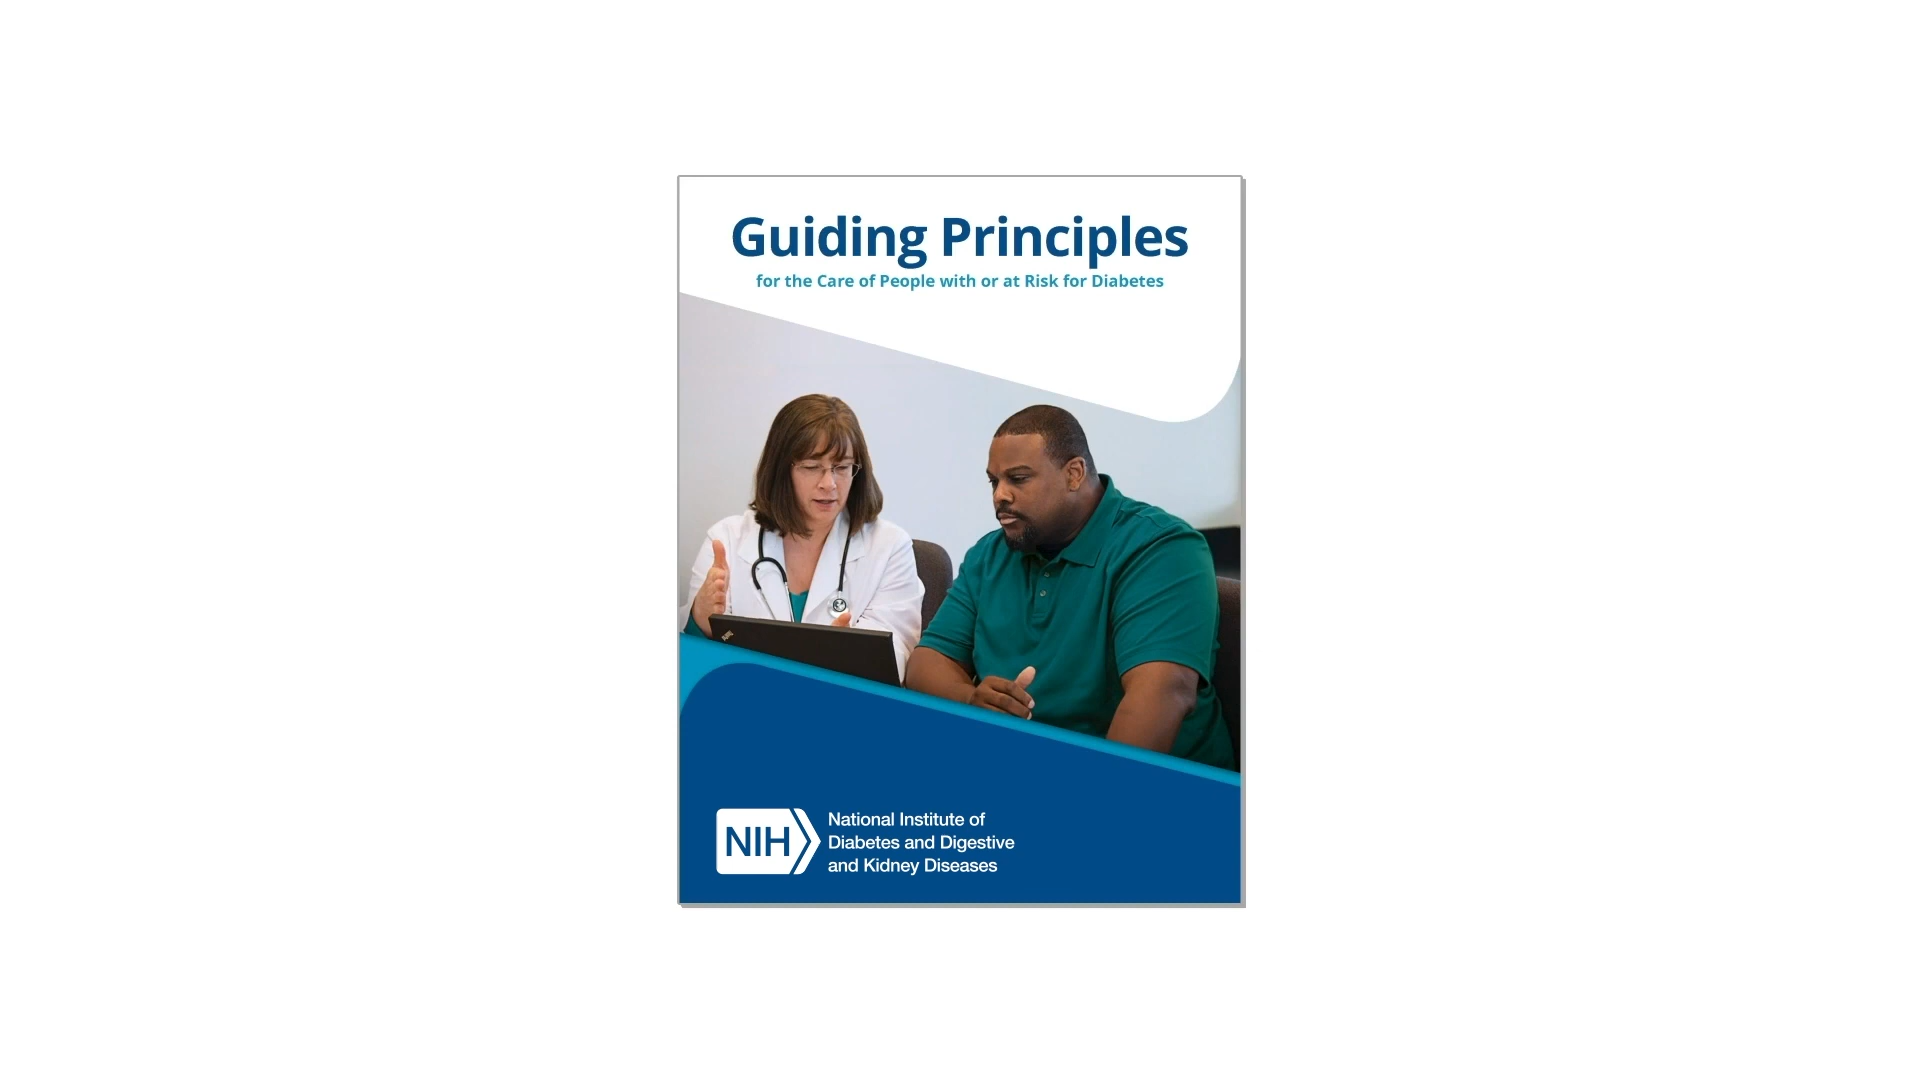 Guiding Principles
for the Care of People with or at Risk for Diabetes
NIH
National Institute of
Diabetes and Digestive
and Kidney Diseases